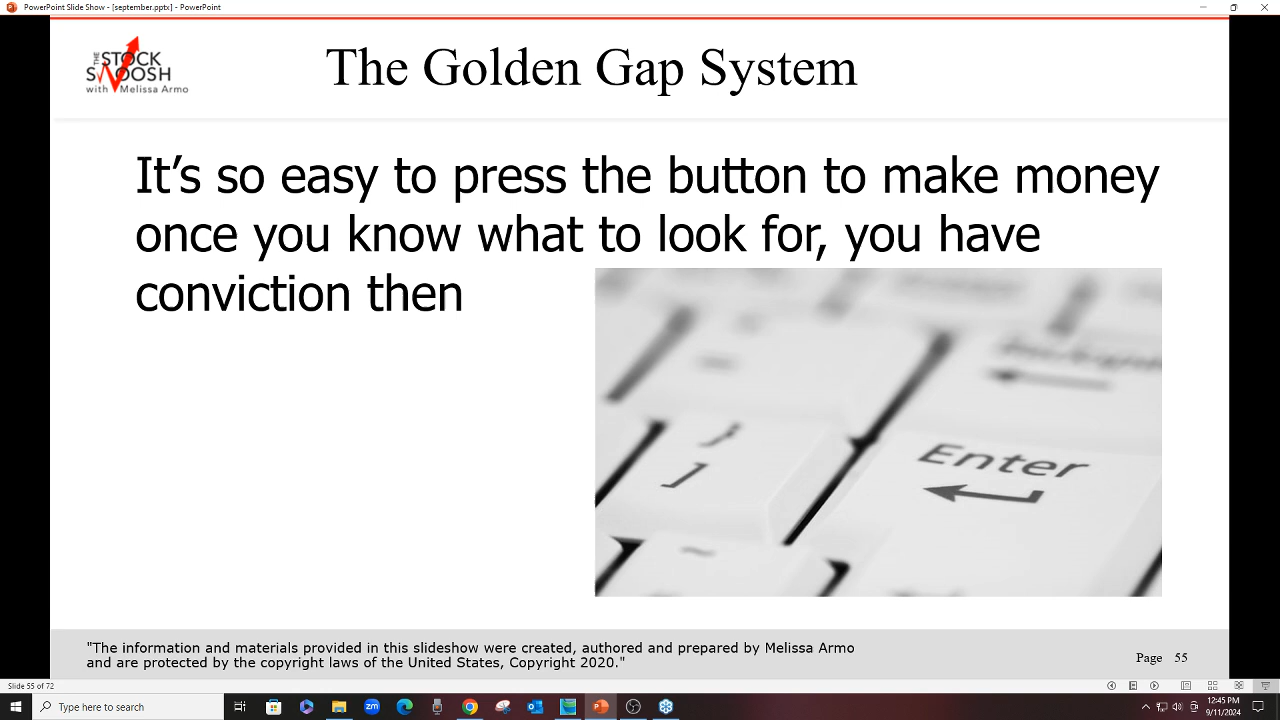 PowerPoint Slide Show - [september.pptx] - PowerPoint
THE STOCK
SWOOSH
with Melissa Armo
The Golden Gap System
It’s so easy to press the button to make money
once you know what to look for, you have
conviction then
Enter
}
]
~
"The information and materials provided in this slideshow were created, authored and prepared by Melissa Armo
and are protected by the copyright laws of the United States, Copyright 2020."
Page 55
Slide 55 of 72
Type here to search
zm
12:45 PM
9/11/2024